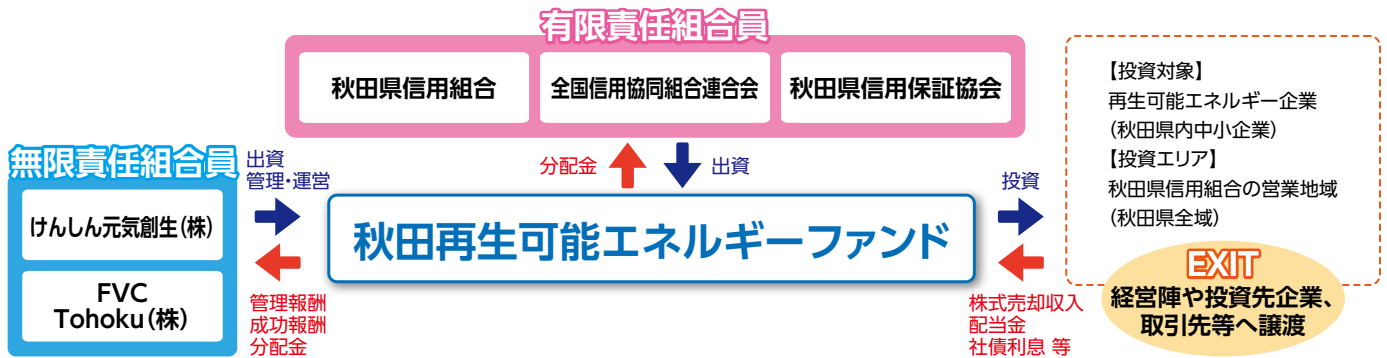 有限責任組合員
秋田県信用組合
全国信用協同組合連合会
秋田県信用保証協会
無限責任組合員
けんしん元気創生(株)
FVC
Tohoku(株)
出資
管理・運営
管理報酬
成功報酬
分配金
分配金
出資
秋田再生可能エネルギーファンド
投資
株式売却収入
配当金
社債利息 等
【投資対象】
再生可能エネルギー企業
(秋田県内中小企業)
【投資エリア】
秋田県信用組合の営業地域
(秋田県全域)
EXIT
経営陣や投資先企業、
取引先等へ譲渡